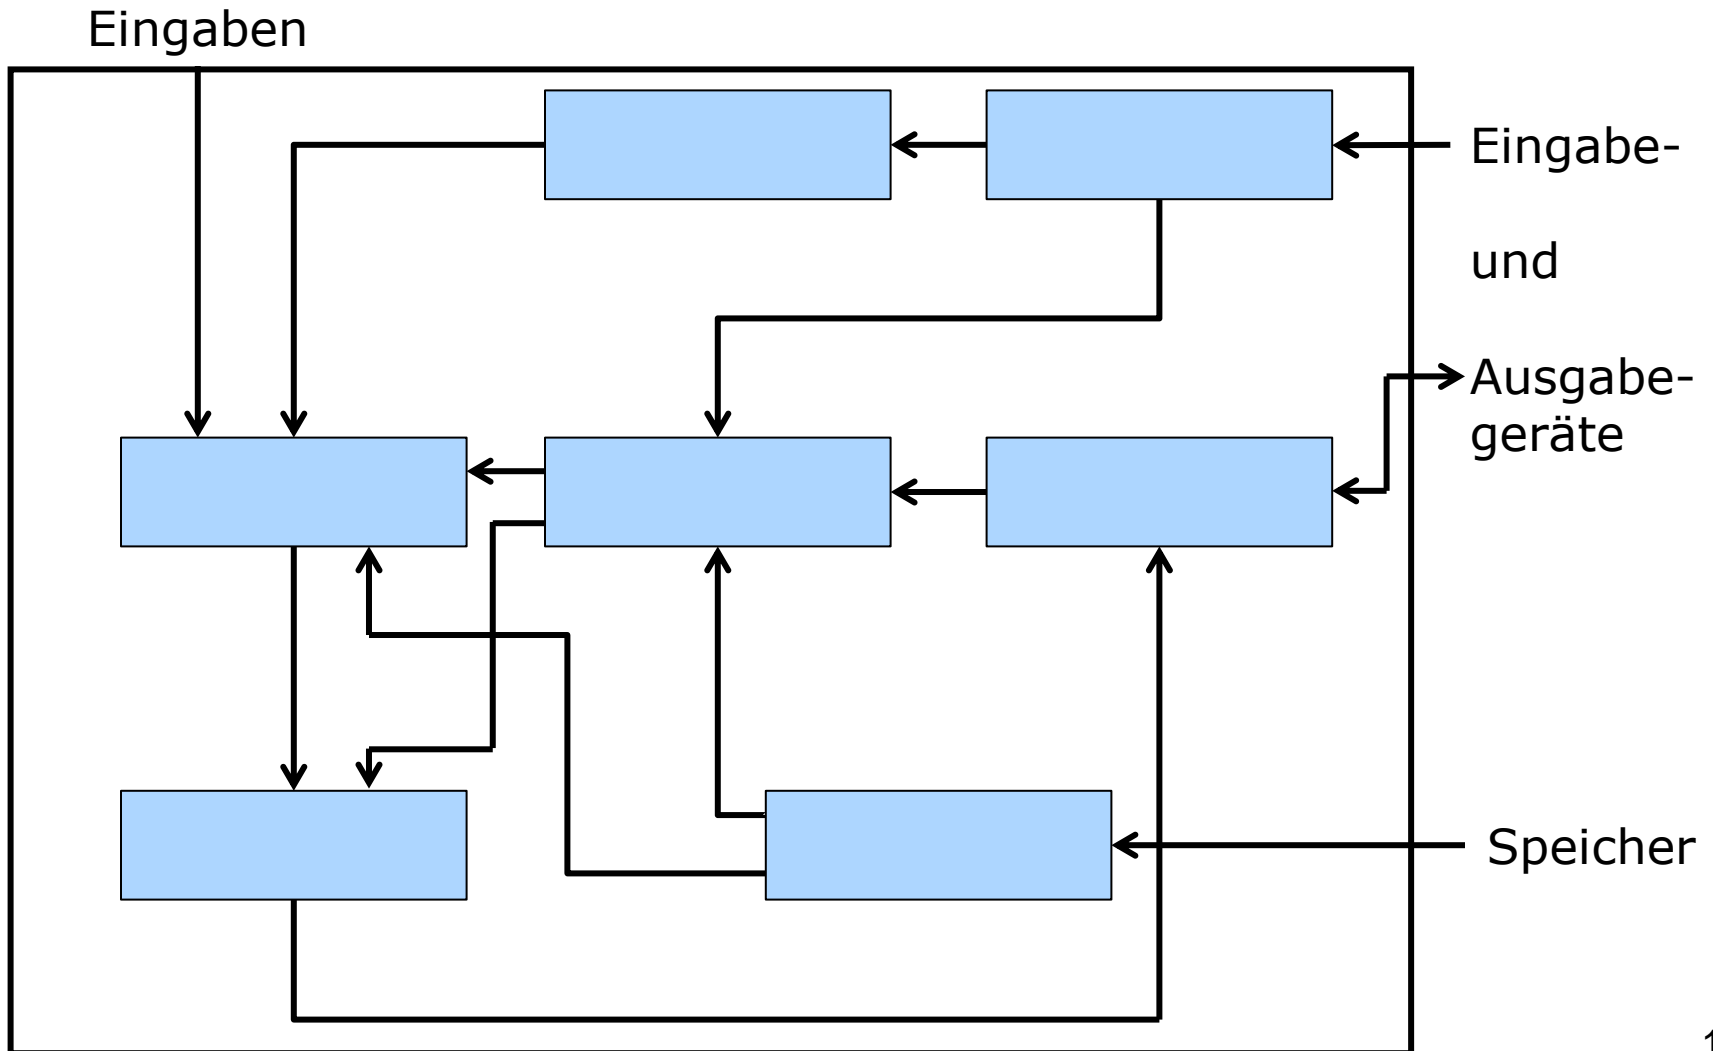 Eingaben
Eingabe-
und
Ausgabe-
geräte
Speicher